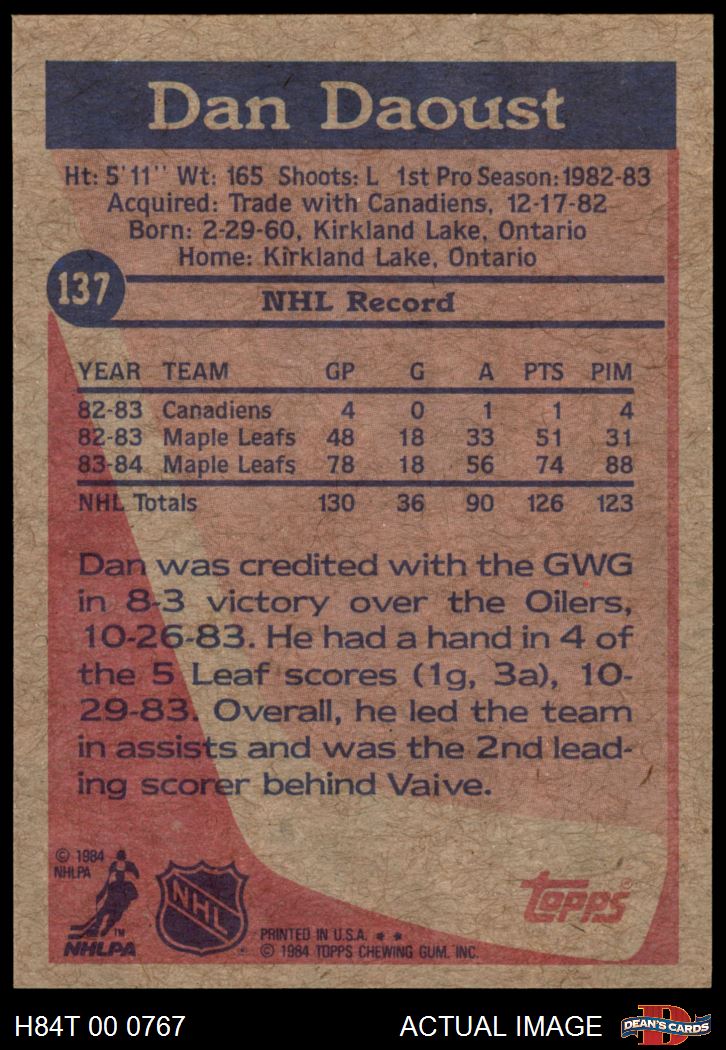 Dan Daoust
Ht: 5'11" Wt: 165 Shoots: L 1st Pro Season: 1982-83
Acquired: Trade with Canadiens, 12-17-82
Born: 2-29-60, Kirkland Lake, Ontario
Home: Kirkland Lake, Ontario
137
NHL Record
YEAR TEAM GP G A PTS PIM
82-83 Canadiens 4 0 1 1 4
82-83 Maple Leafs 48 18 33 51 31
83-84 Maple Leafs 78 18 56 74 88
NHL Totals 130 36 90 126 123
Dan was credited with the GWG
in 8-3 victory over the Oilers,
10-26-83. He had a hand in 4 of
the 5 Leaf scores (1g, 3a), 10-
29-83. Overall, he led the team
in assists and was the 2nd lead-
ing scorer behind Vaive.
© 1984
NHLPA
TM
NHLPA
NHL
topps®
PRINTED IN U.S.A. * *
© 1984 TOPPS CHEWING GUM, INC.
H84T 00 0767 ACTUAL IMAGE
D
DEAN'S CARDS